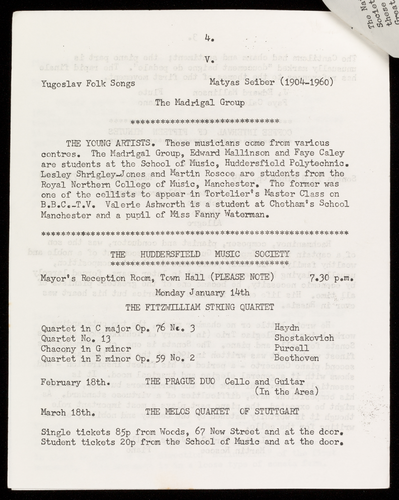 4.
V.
Yugoslav Folk Songs Matyas Seiber (1904-1960)
The Madrigal Group
******************************
THE YOUNG ARTISTS. These musicians come from various
centres. The Madrigal Group, Edward Mallinson and Faye Caley
are students at the School of Music, Huddersfield Polytechnic.
Lesley Shrigley-Jones and Martin Roscoe are students from the
Royal Northern College of Music, Manchester. The former was
one of the cellists to appear in Tortelier's Master Class on
B.B.C.-T.V. Valerie Ashworth is a student at Chetham's School
Manchester and a pupil of Miss Fanny Waterman.
************************************************************
THE HUDDERSFIELD MUSIC SOCIETY
************************************
Mayor's Reception Room, Town Hall (PLEASE NOTE) 7.30 p.m.
Monday January 14th
THE FITZWILLIAM STRING QUARTET
Quartet in C major Op. 76 No. 3 Haydn
Quartet No. 13 Shostakovich
Chacony in G minor Purcell
Quartet in E minor Op. 59 No. 2 Beethoven
February 18th. THE PRAGUE DUO Cello and Guitar
(In the Area)
March 18th. THE MELOS QUARTET OF STUTTGART
Single tickets 85p from Woods, 67 New Street and at the door.
Student tickets 20p from the School of Music and at the door.
The Na
Societ
these
Great